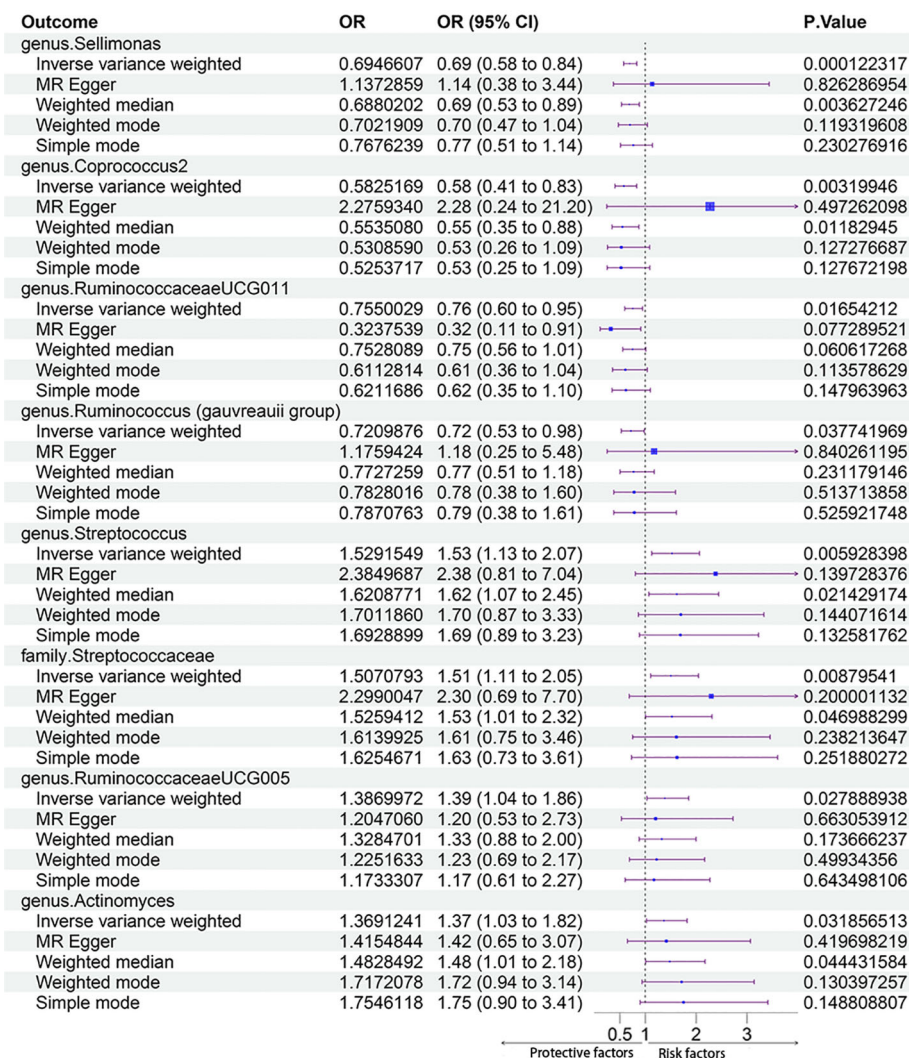 Outcome OR OR (95% CI) P.Value
genus.Sellimonas
Inverse variance weighted 0.6946607 0.69 (0.58 to 0.84) 0.000122317
MR Egger 1.1372859 1.14 (0.38 to 3.44) 0.826286954
Weighted median 0.6880202 0.69 (0.53 to 0.89) 0.003627246
Weighted mode 0.7021909 0.70 (0.47 to 1.04) 0.119319608
Simple mode 0.7676239 0.77 (0.51 to 1.14) 0.230276916
genus.Coprococcus2
Inverse variance weighted 0.5825169 0.58 (0.41 to 0.83) 0.00319946
MR Egger 2.2759340 2.28 (0.24 to 21.20) 0.497262098
Weighted median 0.5535080 0.55 (0.35 to 0.88) 0.01182945
Weighted mode 0.5308590 0.53 (0.26 to 1.09) 0.127276687
Simple mode 0.5253717 0.53 (0.25 to 1.09) 0.127672198
genus.RuminococcaceaeUCG011
Inverse variance weighted 0.7550029 0.76 (0.60 to 0.95) 0.01654212
MR Egger 0.3237539 0.32 (0.11 to 0.91) 0.077289521
Weighted median 0.7528089 0.75 (0.56 to 1.01) 0.060617268
Weighted mode 0.6112814 0.61 (0.36 to 1.04) 0.113578629
Simple mode 0.6211686 0.62 (0.35 to 1.10) 0.147963963
genus.Ruminococcus (gauvreauii group)
Inverse variance weighted 0.7209876 0.72 (0.53 to 0.98) 0.037741969
MR Egger 1.1759424 1.18 (0.25 to 5.48) 0.840261195
Weighted median 0.7727259 0.77 (0.51 to 1.18) 0.231179146
Weighted mode 0.7828016 0.78 (0.38 to 1.60) 0.513713858
Simple mode 0.7870763 0.79 (0.38 to 1.61) 0.525921748
genus.Streptococcus
Inverse variance weighted 1.5291549 1.53 (1.13 to 2.07) 0.005928398
MR Egger 2.3849687 2.38 (0.81 to 7.04) 0.139728376
Weighted median 1.6208771 1.62 (1.07 to 2.45) 0.021429174
Weighted mode 1.7011860 1.70 (0.87 to 3.33) 0.144071614
Simple mode 1.6928899 1.69 (0.89 to 3.23) 0.132581762
family.Streptococcaceae
Inverse variance weighted 1.5070793 1.51 (1.11 to 2.05) 0.00879541
MR Egger 2.2990047 2.30 (0.69 to 7.70) 0.200001132
Weighted median 1.5259412 1.53 (1.01 to 2.32) 0.046988299
Weighted mode 1.6139925 1.61 (0.75 to 3.46) 0.238213647
Simple mode 1.6254671 1.63 (0.73 to 3.61) 0.251880272
genus.RuminococcaceaeUCG005
Inverse variance weighted 1.3869972 1.39 (1.04 to 1.86) 0.027888938
MR Egger 1.2047060 1.20 (0.53 to 2.73) 0.663053912
Weighted median 1.3284701 1.33 (0.88 to 2.00) 0.173666237
Weighted mode 1.2251633 1.23 (0.69 to 2.17) 0.49934356
Simple mode 1.1733307 1.17 (0.61 to 2.27) 0.643498106
genus.Actinomyces
Inverse variance weighted 1.3691241 1.37 (1.03 to 1.82) 0.031856513
MR Egger 1.4154844 1.42 (0.65 to 3.07) 0.419698219
Weighted median 1.4828492 1.48 (1.01 to 2.18) 0.044431584
Weighted mode 1.7172078 1.72 (0.94 to 3.14) 0.130397257
Simple mode 1.7546118 1.75 (0.90 to 3.41) 0.148808807
0.5 1 2 3
Protective factors Risk factors